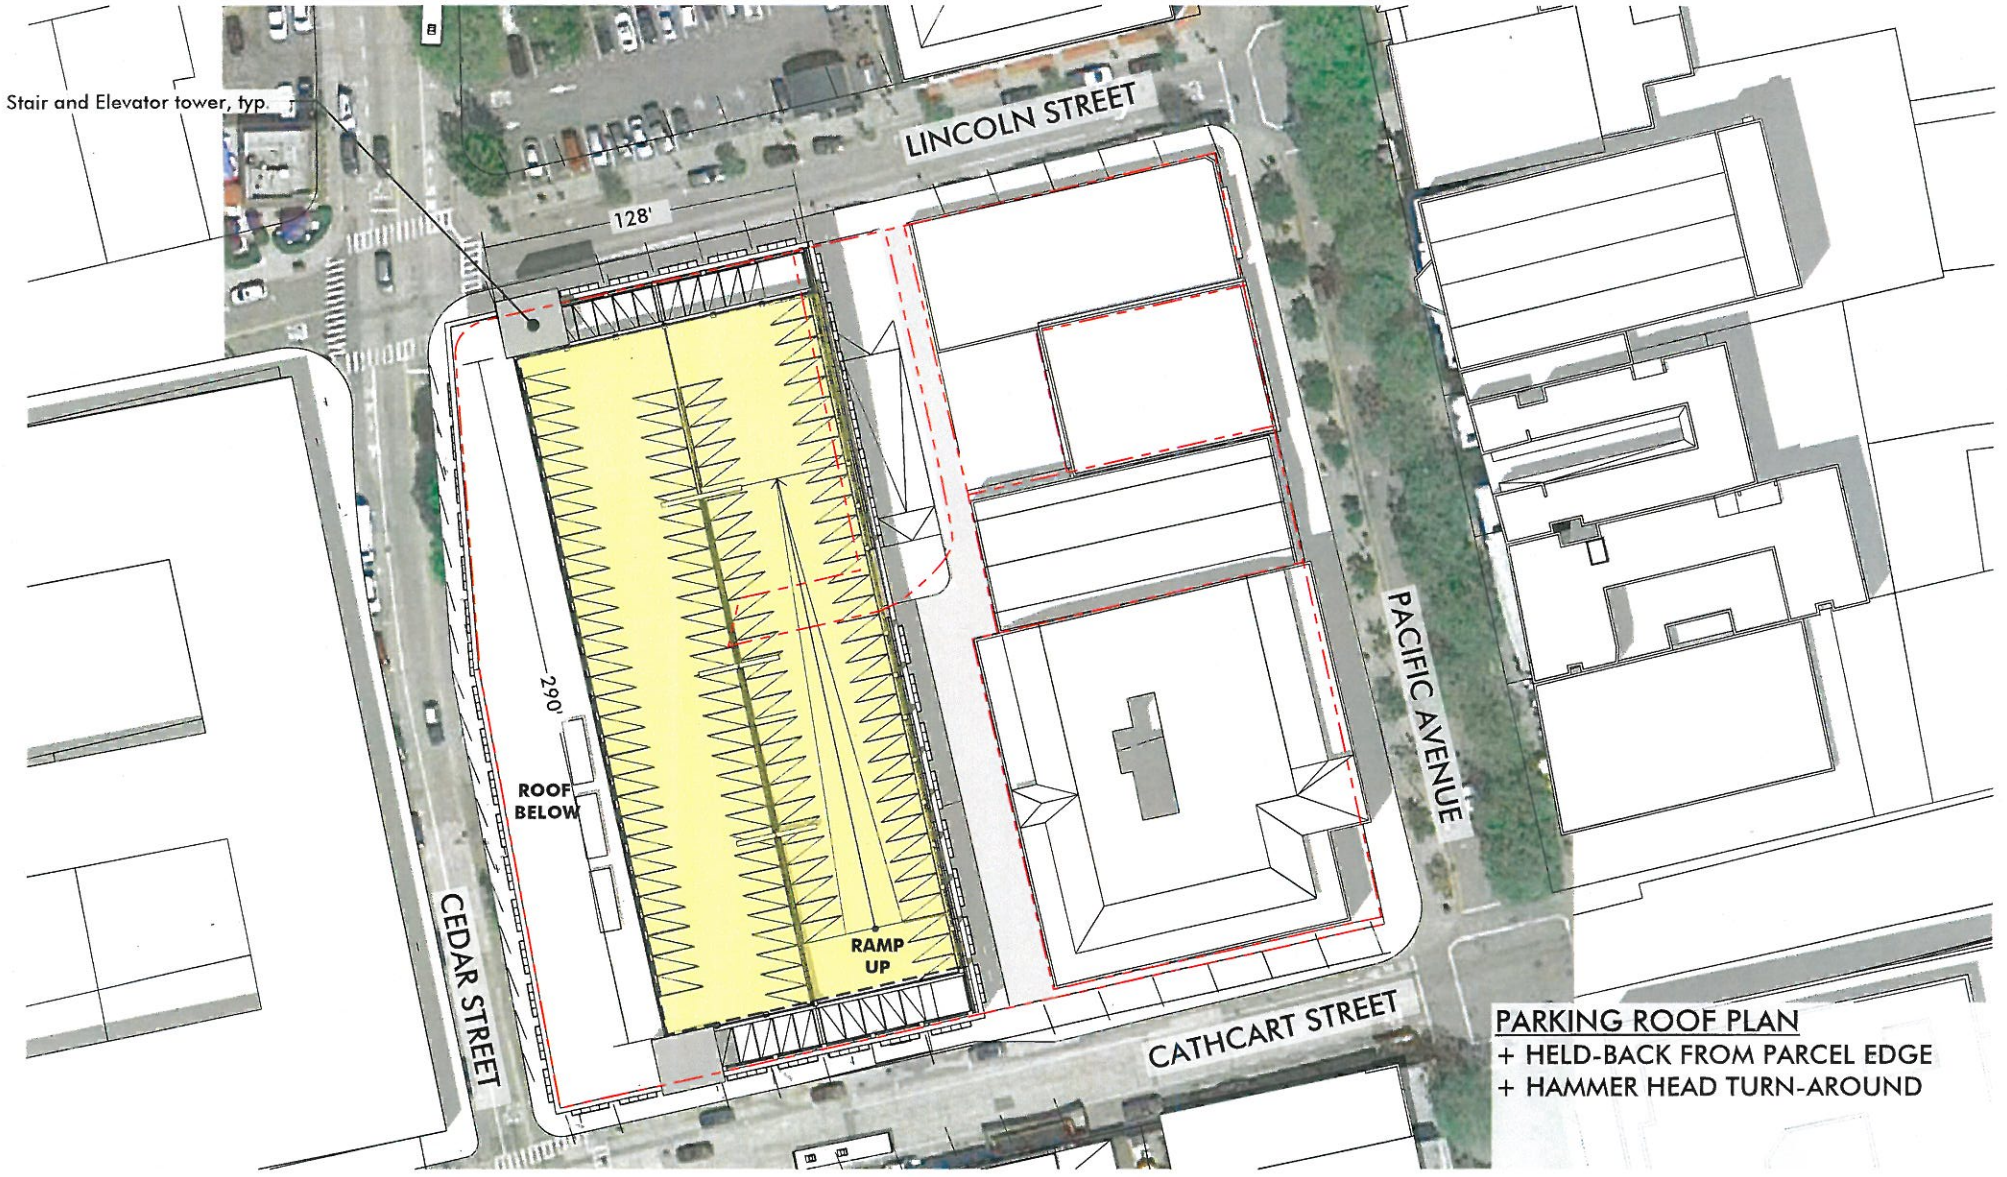 Stair and Elevator tower, typ.
LINCOLN STREET
128'
290'
ROOF
BELOW
PACIFIC AVENUE
CEDAR STREET
RAMP
UP
CATHCART STREET
PARKING ROOF PLAN
+ HELD-BACK FROM PARCEL EDGE
+ HAMMER HEAD TURN-AROUND